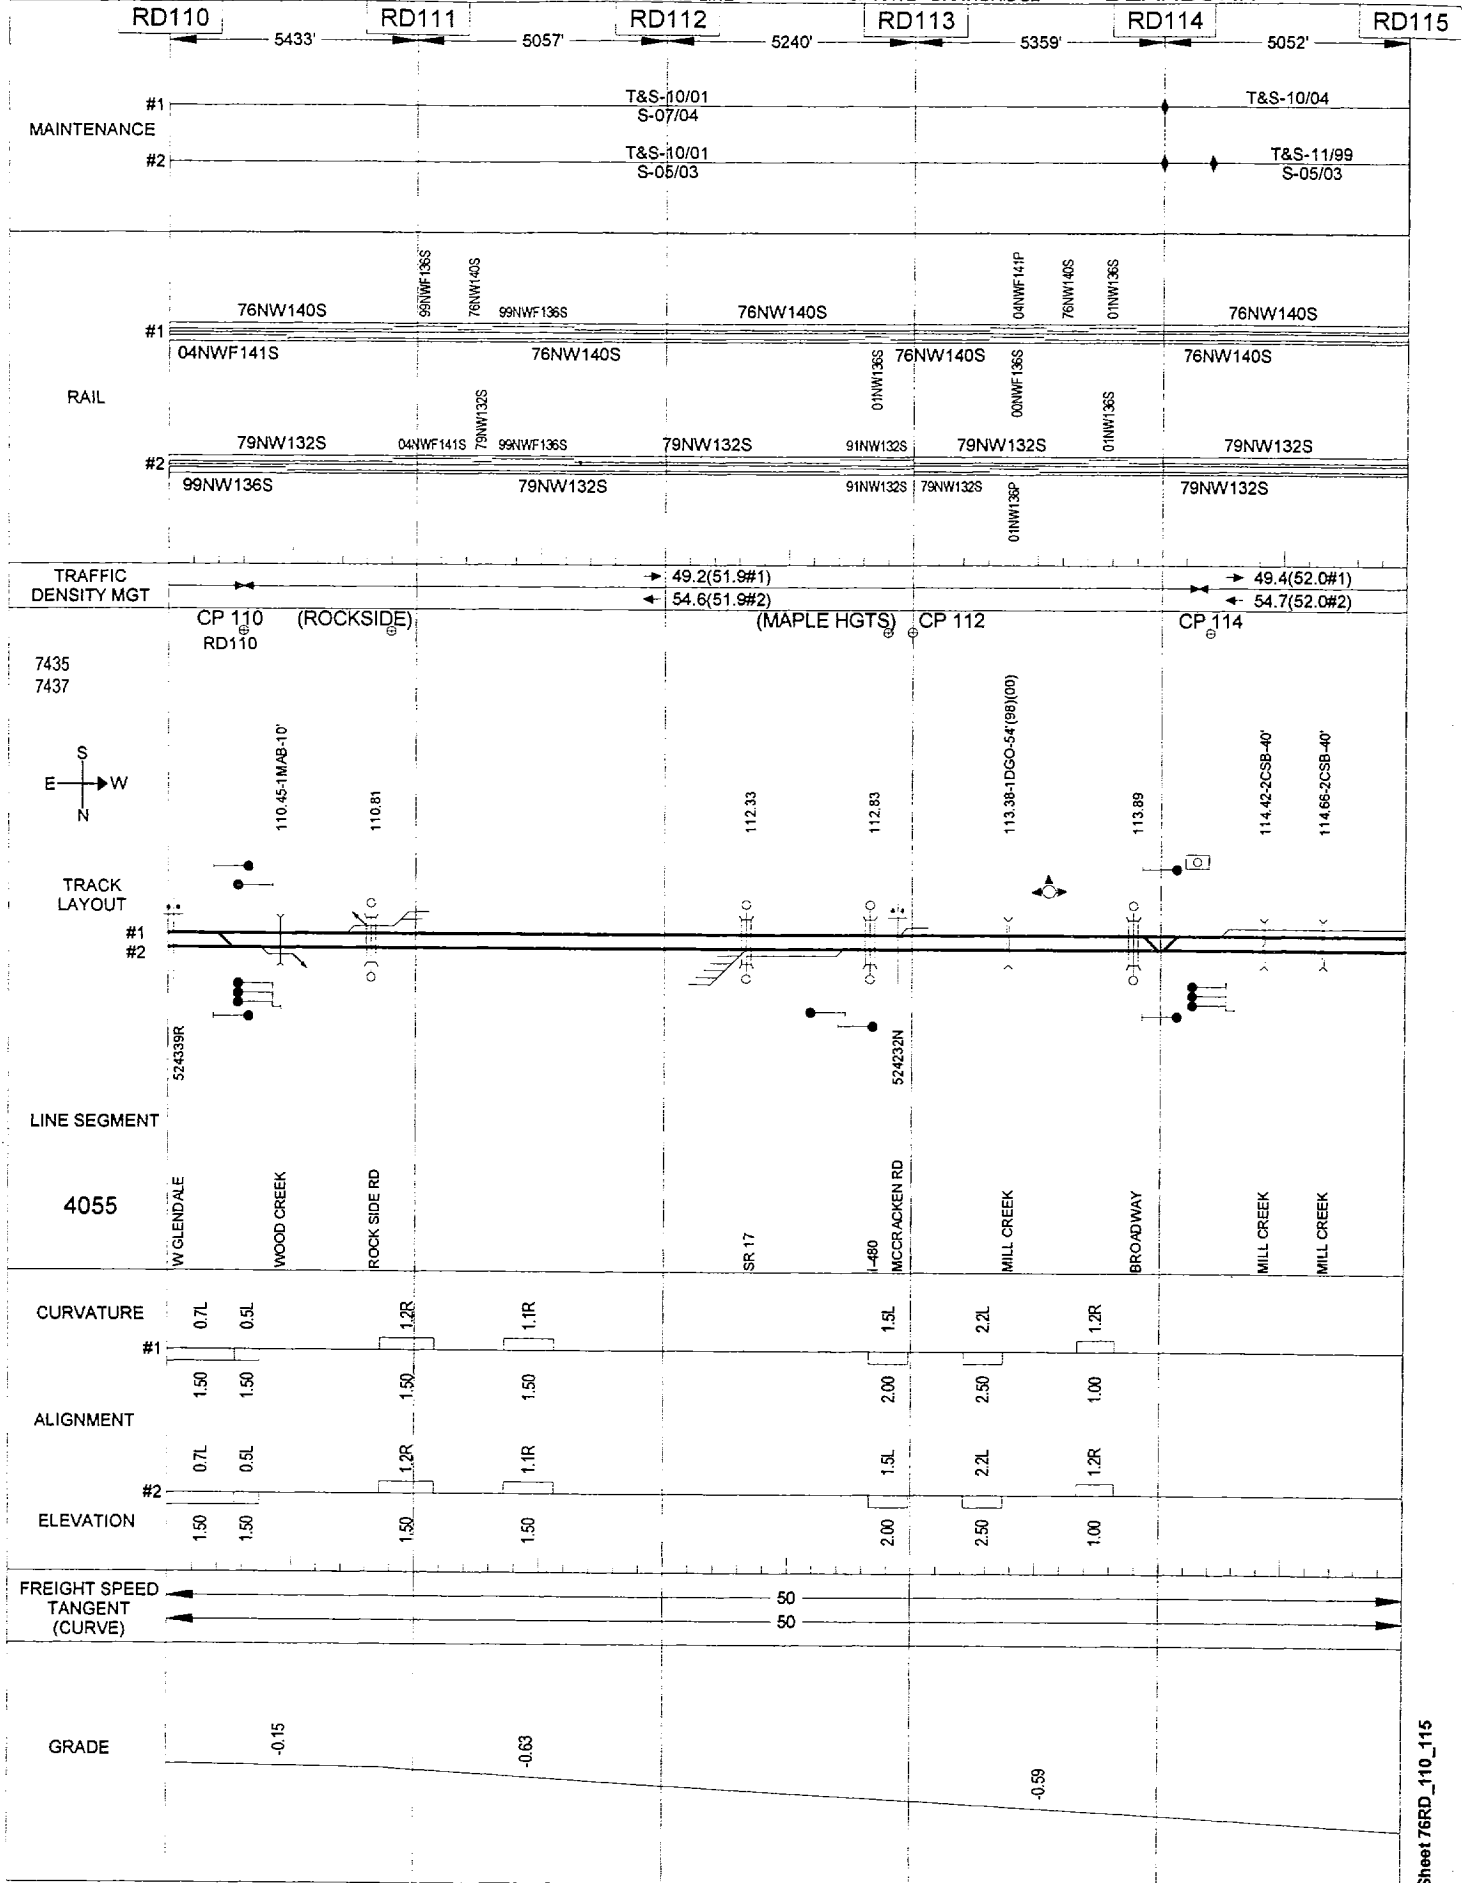 RD110 RD111 RD112 RD113 RD114 RD115
5433' 5057' 5240' 5359' 5052'
MAINTENANCE
#1 T&S-10/01 T&S-10/04
S-07/04
#2 T&S-10/01 T&S-11/99
S-05/03 S-05/03
RAIL
99NWF136S 76NW140S 04NWF141P 76NW140S 01NW136S
76NW140S 99NWF136S 76NW140S 76NW140S
#1
04NWF141S 76NW140S 76NW140S 76NW140S
79NW132S 01NW136S 00NWF136S 01NW136S
79NW132S 04NWF141S 99NWF136S 79NW132S 91NW132S 79NW132S 79NW132S
#2
99NW136S 79NW132S 91NW132S 79NW132S 79NW132S
01NW136P
TRAFFIC
DENSITY MGT
49.2(51.9#1) 49.4(52.0#1)
54.6(51.9#2) 54.7(52.0#2)
CP 110 (ROCKSIDE) (MAPLE HGTS) CP 112 CP 114
RD110
7435
7437
S
E W
N
110.45-1MAB-10' 110.81 112.33 112.83 113.38-1DGO-54'(98)(00) 113.89 114.42-2CSB-40' 114.66-2CSB-40'
TRACK
LAYOUT
#1
#2
524339R 524232N
LINE SEGMENT
4055
W GLENDALE WOOD CREEK ROCK SIDE RD SR 17 I-480 MCCRACKEN RD MILL CREEK BROADWAY MILL CREEK MILL CREEK
CURVATURE
0.7L 0.5L 1.2R 1.1R 1.5L 2.2L 1.2R
#1
1.50 1.50 1.50 1.50 2.00 2.50 1.00
ALIGNMENT
0.7L 0.5L 1.2R 1.1R 1.5L 2.2L 1.2R
#2
ELEVATION
1.50 1.50 1.50 1.50 2.00 2.50 1.00
FREIGHT SPEED
TANGENT
(CURVE)
50
50
GRADE
-0.15 -0.63 -0.59
Sheet 76RD_110_115